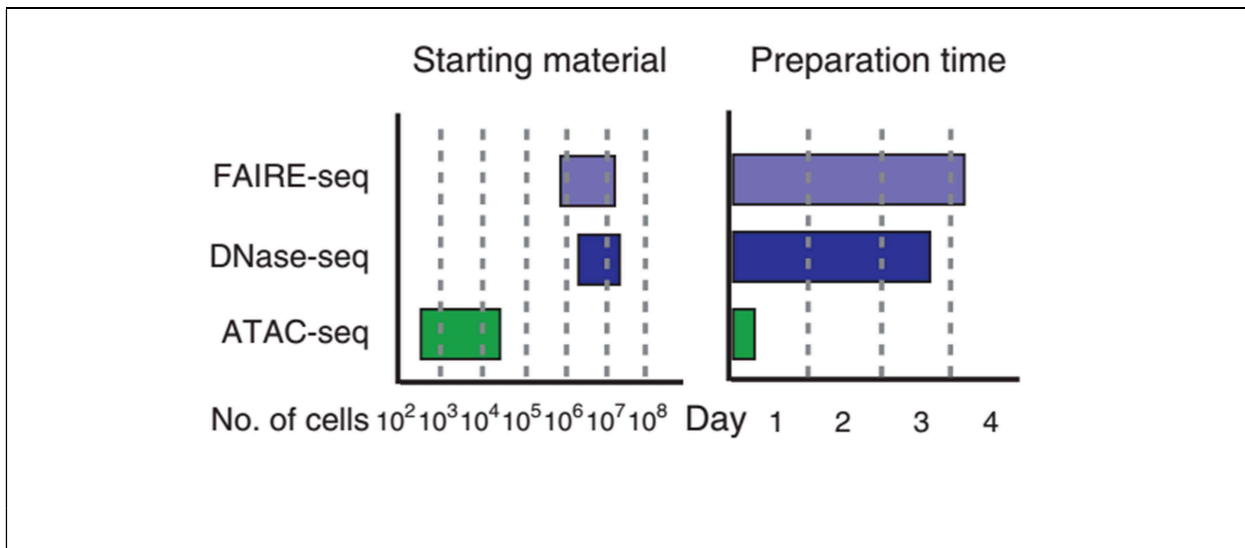 Starting material Preparation time
FAIRE-seq
DNase-seq
ATAC-seq
No. of cells 10² 10³ 10⁴ 10⁵ 10⁶ 10⁷ 10⁸ Day 1 2 3 4